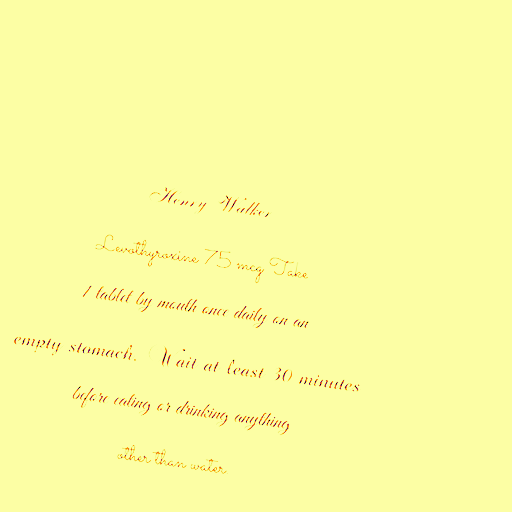 Henry Walker
Levothyroxine 75 mcg Take
1 tablet by mouth once daily on an
empty stomach. Wait at least 30 minutes
before eating or drinking anything
other than water